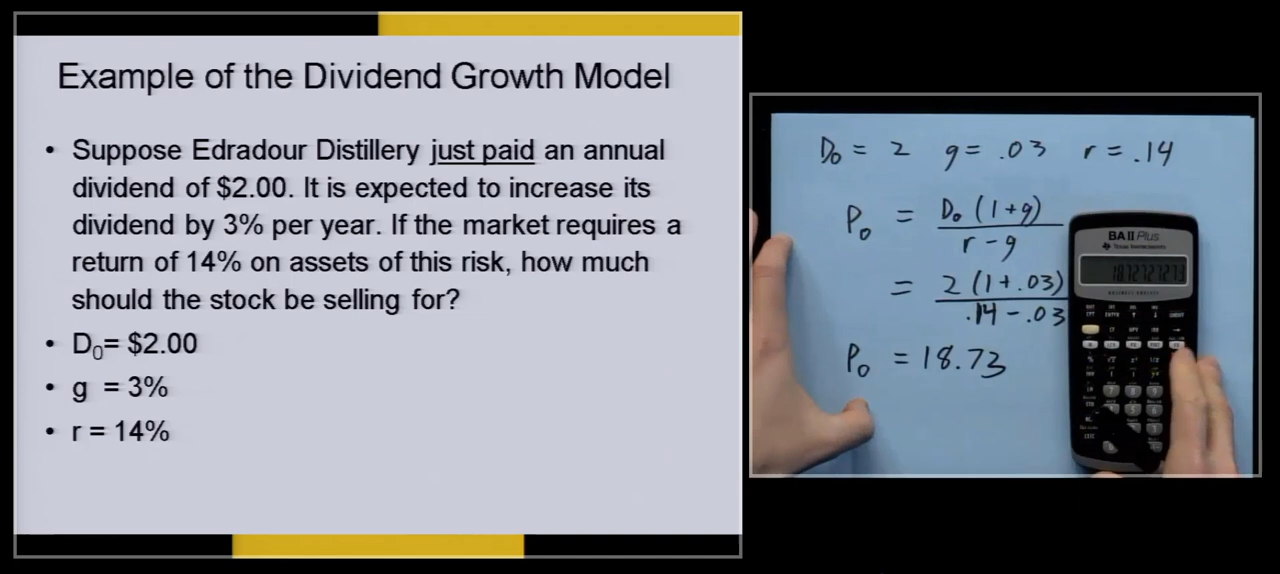 Example of the Dividend Growth Model
• Suppose Edradour Distillery just paid an annual
dividend of $2.00. It is expected to increase its
dividend by 3% per year. If the market requires a
return of 14% on assets of this risk, how much
should the stock be selling for?
• D0= $2.00
• g = 3%
• r = 14%
D0 = 2 g = .03 r = .14
P0 = D0 (1+g)
r - g
= 2 (1+.03)
.14 - .03
P0 = 18.73
BA II Plus
Texas Instruments
18.72727273